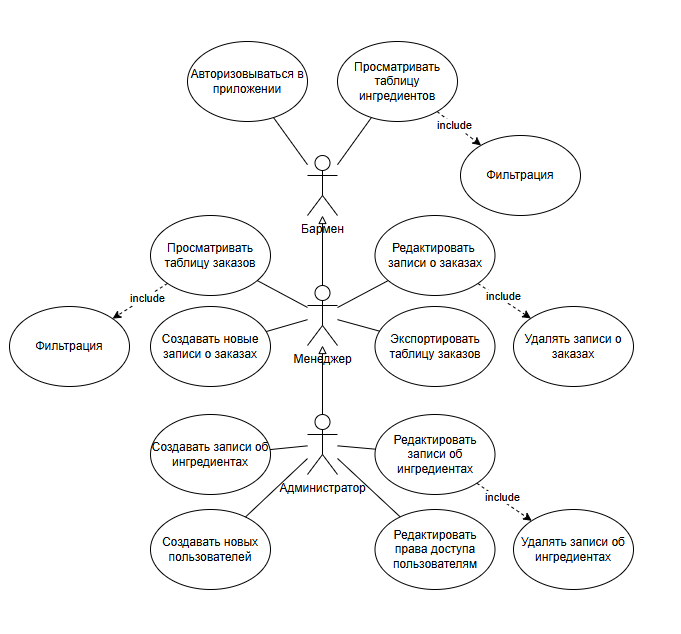 Авторизовываться в
приложении
Просматривать
таблицу
ингредиентов
include
Фильтрация
Бармен
Просматривать
таблицу заказов
Редактировать
записи о заказах
include
include
Фильтрация
Создавать новые
записи о заказах
Экспортировать
таблицу заказов
Удалять записи о
заказах
Менеджер
Создавать записи об
ингредиентах
Редактировать
записи об
ингредиентах
Администратор
include
Создавать новых
пользователей
Редактировать
права доступа
пользователям
Удалять записи об
ингредиентах